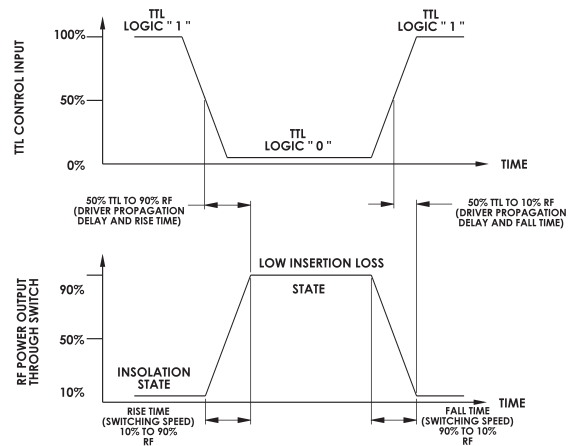 TTL
LOGIC " 1 "
TTL
LOGIC " 1 "
100%
TTL CONTROL INPUT
50%
TTL
LOGIC " 0 "
0%
TIME
50% TTL TO 90% RF
(DRIVER PROPAGATION
DELAY AND RISE TIME)
50% TTL TO 10% RF
(DRIVER PROPAGATION
DELAY AND FALL TIME)
LOW INSERTION LOSS
STATE
90%
RF POWER OUTPUT
THROUGH SWITCH
50%
INSOLATION
STATE
10%
TIME
RISE TIME
(SWITCHING SPEED)
10% TO 90%
RF
FALL TIME
(SWITCHING SPEED)
90% TO 10%
RF